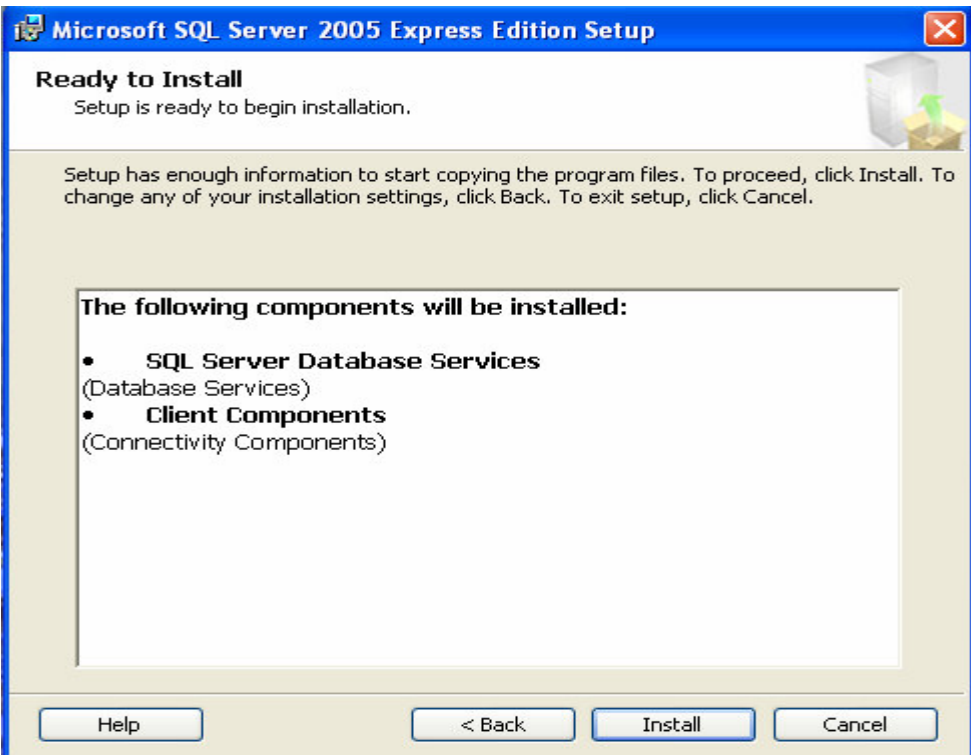 Microsoft SQL Server 2005 Express Edition Setup
Ready to Install
Setup is ready to begin installation.
Setup has enough information to start copying the program files. To proceed, click Install. To
change any of your installation settings, click Back. To exit setup, click Cancel.
The following components will be installed:
• SQL Server Database Services
(Database Services)
• Client Components
(Connectivity Components)
Help < Back Install Cancel